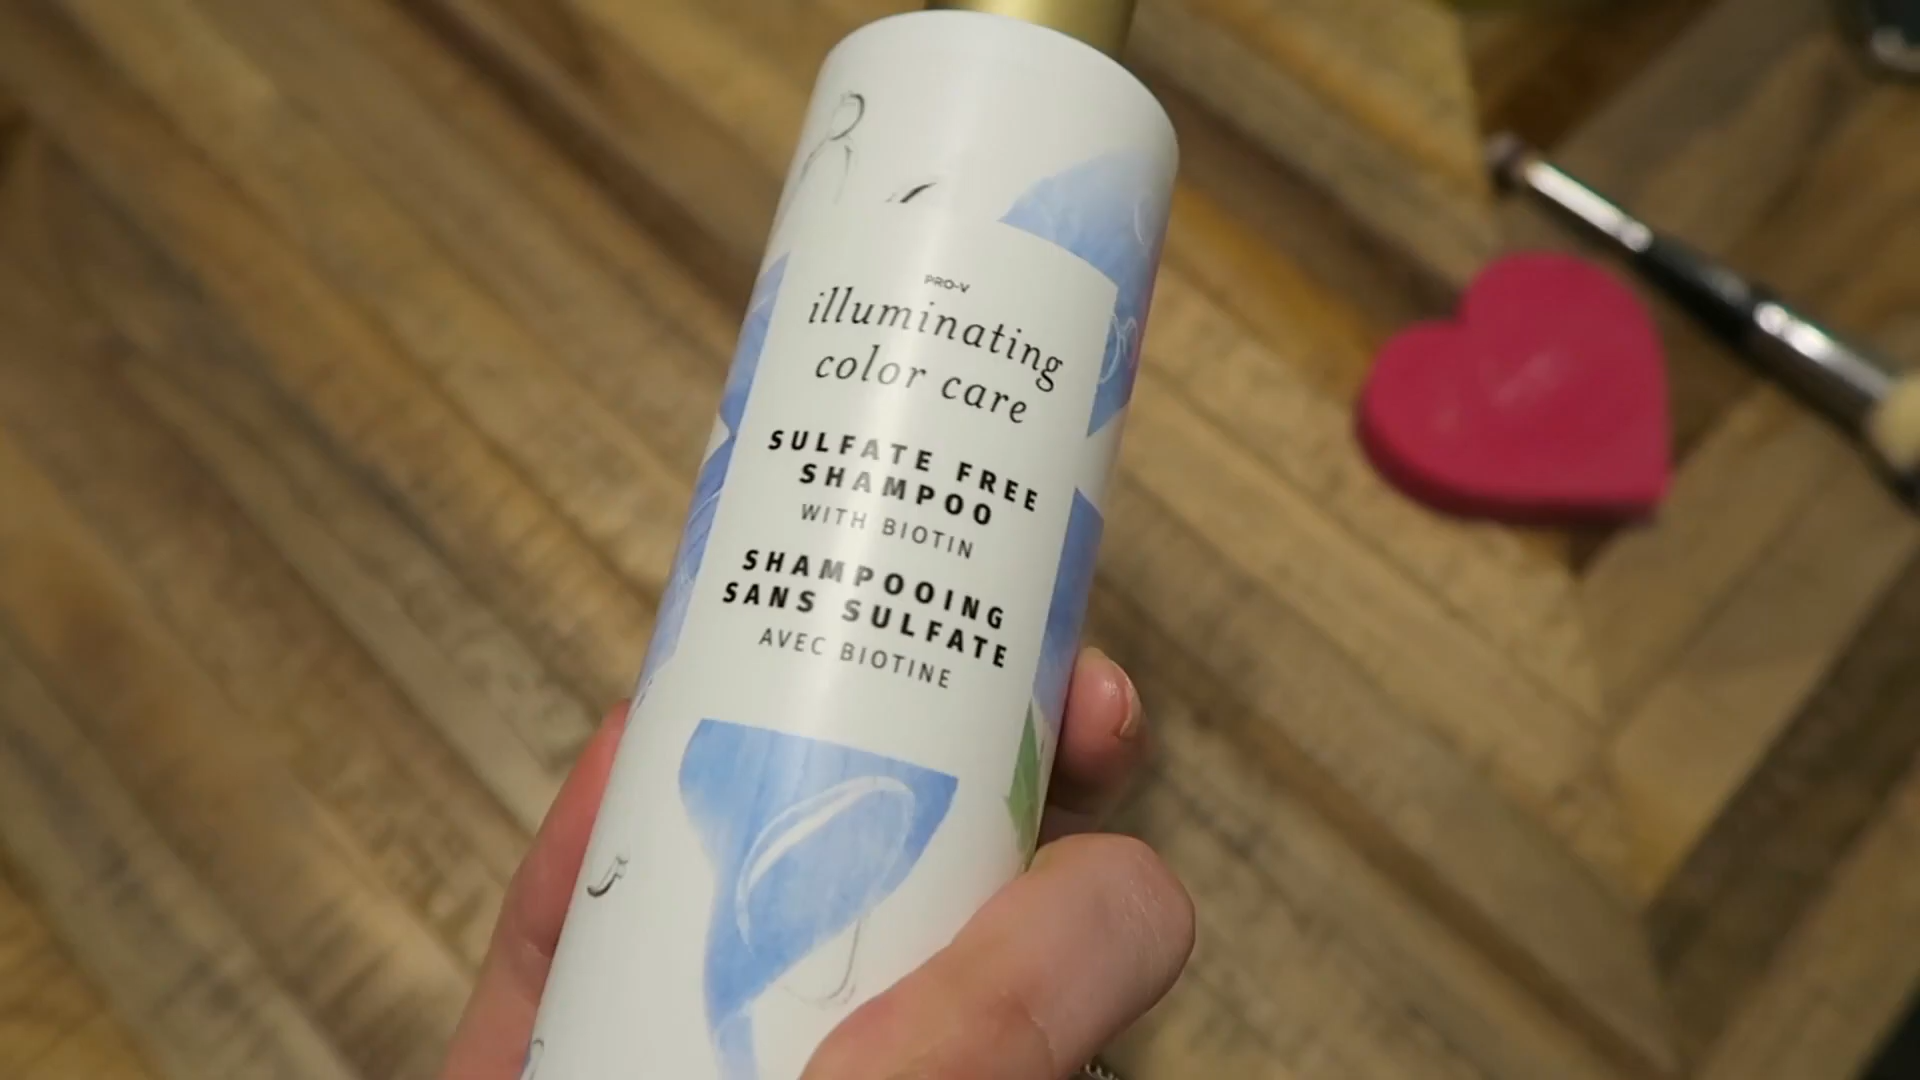 PRO-V
illuminating
color care
SULFATE FREE
SHAMPOO
WITH BIOTIN
SHAMPOOING
SANS SULFATE
AVEC BIOTINE